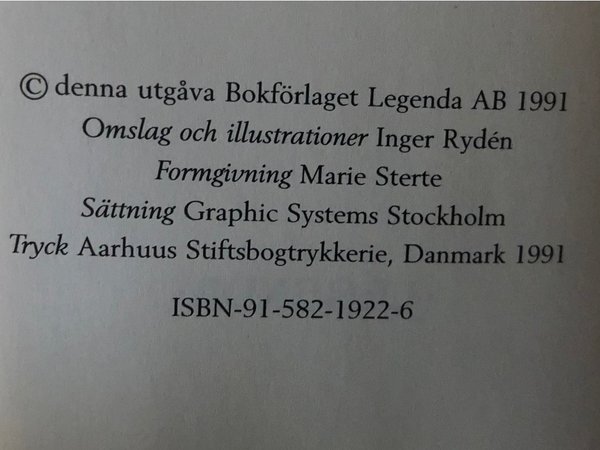 © denna utgåva Bokförlaget Legenda AB 1991
Omslag och illustrationer Inger Rydén
Formgivning Marie Sterte
Sättning Graphic Systems Stockholm
Tryck Aarhuus Stiftsbogtrykkerie, Danmark 1991
ISBN-91-582-1922-6